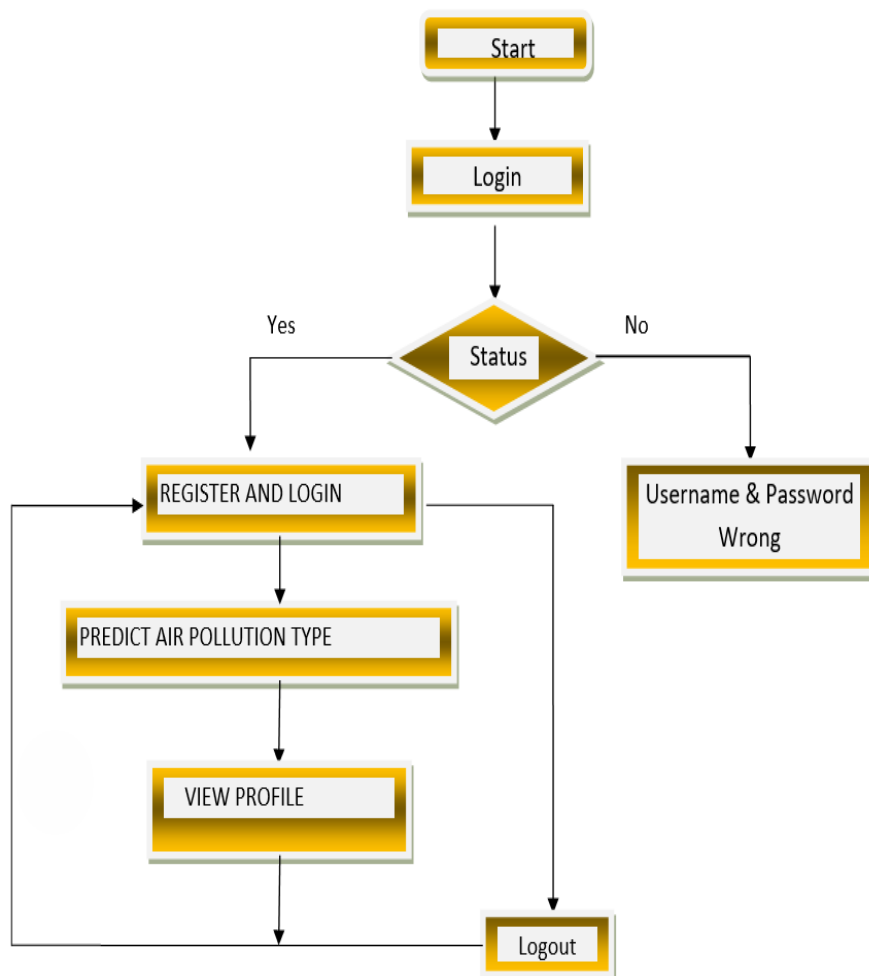 Start
Login
Yes
No
Status
REGISTER AND LOGIN
Username & Password
Wrong
PREDICT AIR POLLUTION TYPE
VIEW PROFILE
Logout